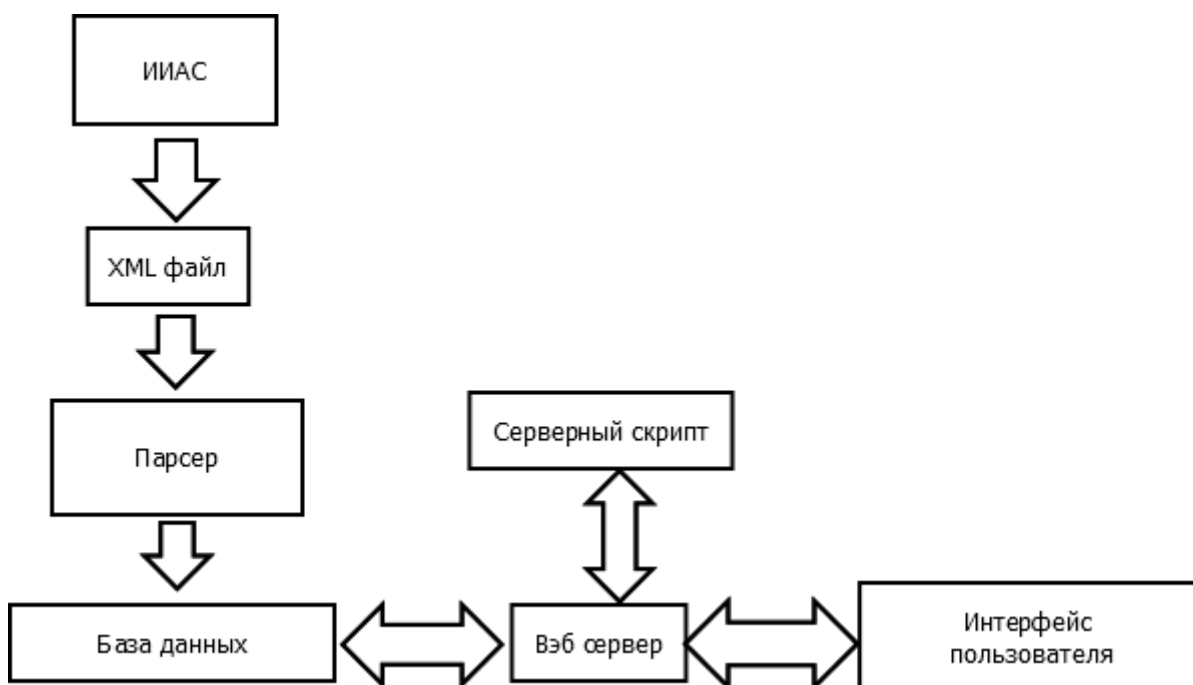 ИИАС
XML файл
Парсер
Серверный скрипт
База данных
Вэб сервер
Интерфейс
пользователя